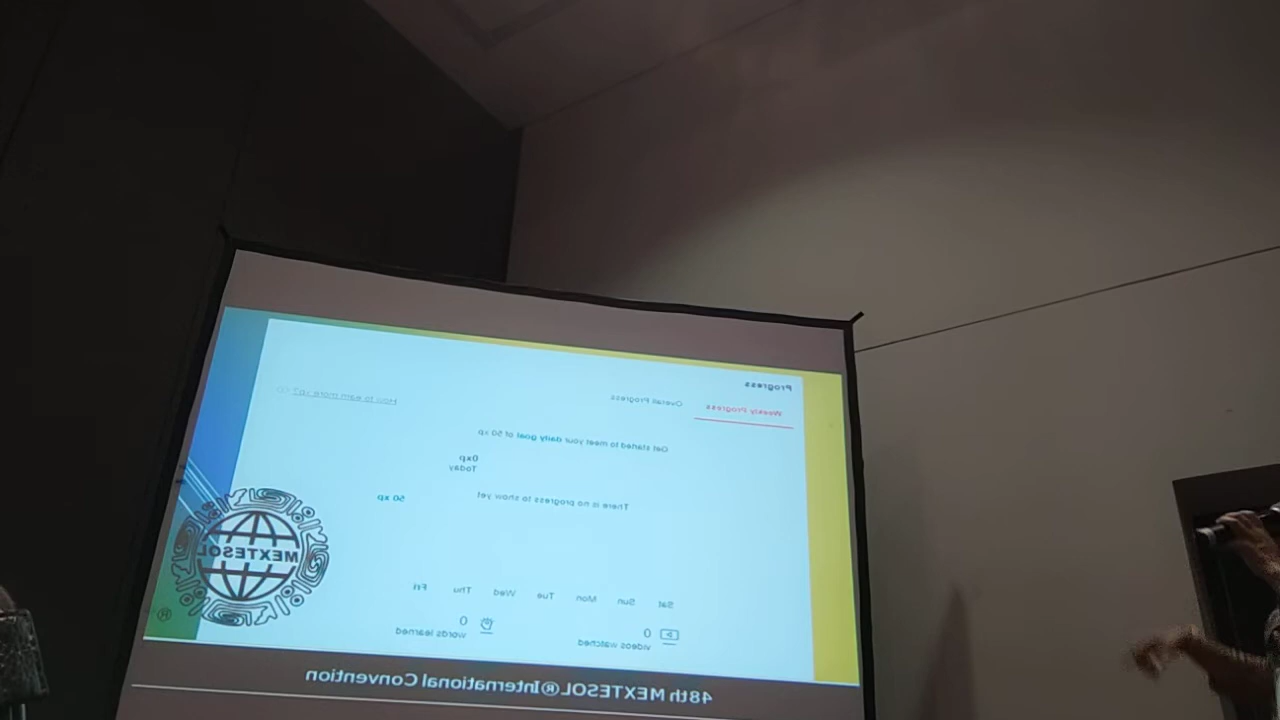 Progress
Weekly Progress
Overall Progress
How to earn more xp?
Get started to meet your daily goal of 50 xp
0xp
Today
There is no progress to show yet
50 xp
Sat Sun Mon Tue Wed Thu Fri
0
videos watched
0
words learned
MEXTESOL
®
48th MEXTESOL® International Convention